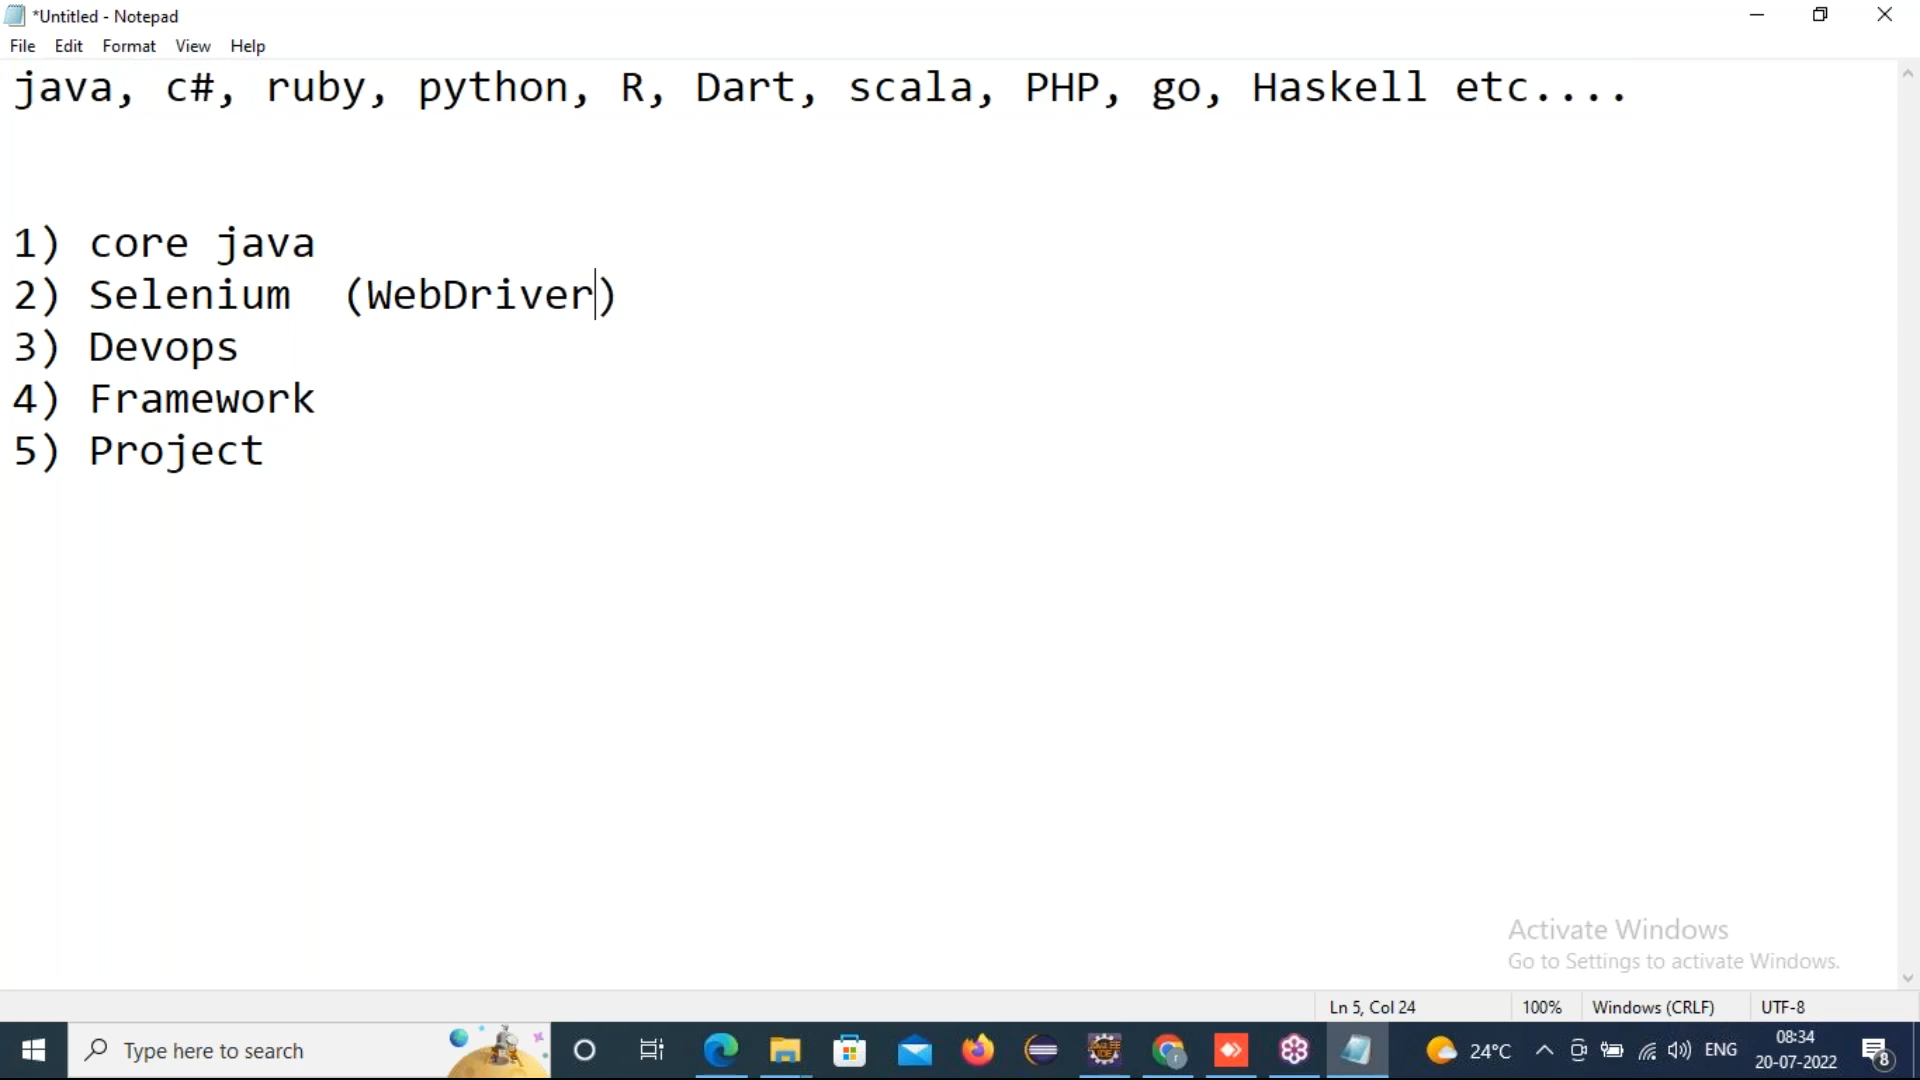 *Untitled - Notepad
File Edit Format View Help
java, c#, ruby, python, R, Dart, scala, PHP, go, Haskell etc....
1) core java
2) Selenium  (WebDriver)
3) Devops
4) Framework
5) Project
Activate Windows
Go to Settings to activate Windows.
Ln 5, Col 24 100% Windows (CRLF) UTF-8
Type here to search 24°C ENG 08:34
20-07-2022 8